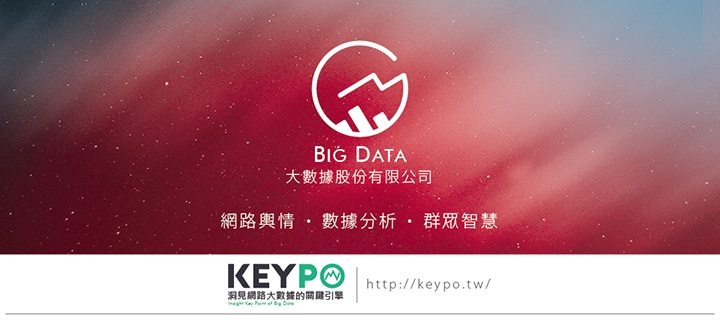 BIG DATA
大數據股份有限公司
網路輿情 · 數據分析 · 群眾智慧
KEYPO
洞見網路大數據的關鍵引擎
Insight Key Point of Big Data
http://keypo.tw/